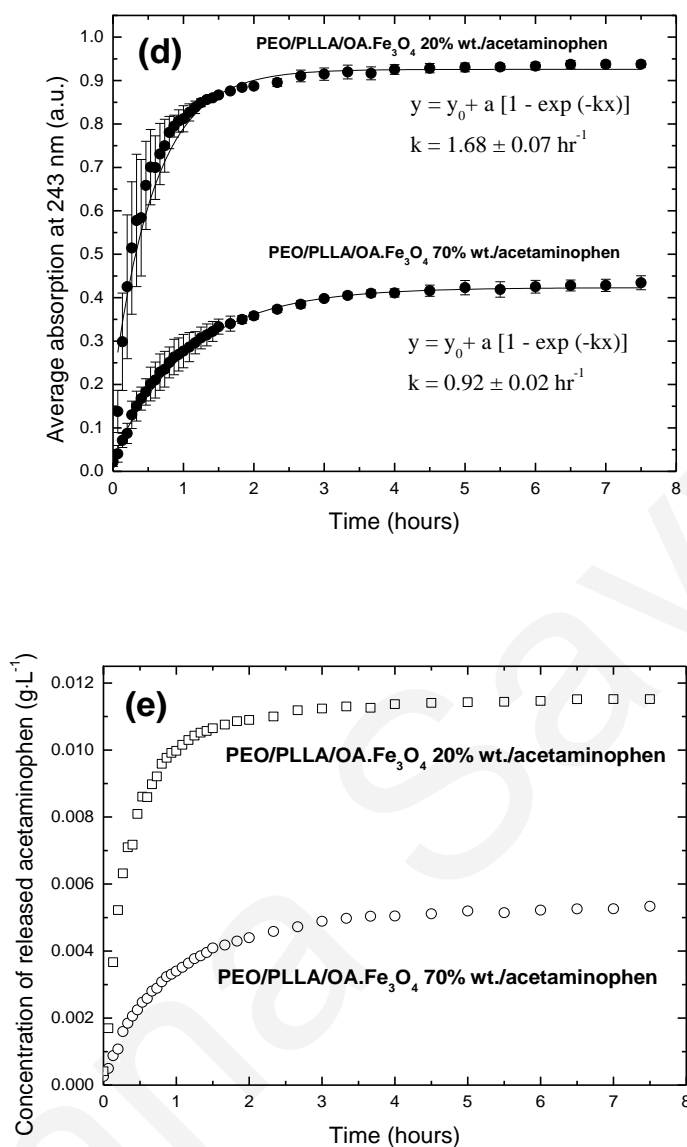 (d)
PEO/PLLA/OA.Fe₃O₄ 20% wt./acetaminophen
y = y₀+ a [1 - exp (-kx)]
k = 1.68 ± 0.07 hr⁻¹
PEO/PLLA/OA.Fe₃O₄ 70% wt./acetaminophen
y = y₀+ a [1 - exp (-kx)]
k = 0.92 ± 0.02 hr⁻¹
Average absorption at 243 nm (a.u.)
1.0
0.9
0.8
0.7
0.6
0.5
0.4
0.3
0.2
0.1
0.0
0 1 2 3 4 5 6 7 8
Time (hours)
(e)
PEO/PLLA/OA.Fe₃O₄ 20% wt./acetaminophen
PEO/PLLA/OA.Fe₃O₄ 70% wt./acetaminophen
Concentration of released acetaminophen (g·L⁻¹)
0.012
0.010
0.008
0.006
0.004
0.002
0.000
0 1 2 3 4 5 6 7 8
Time (hours)